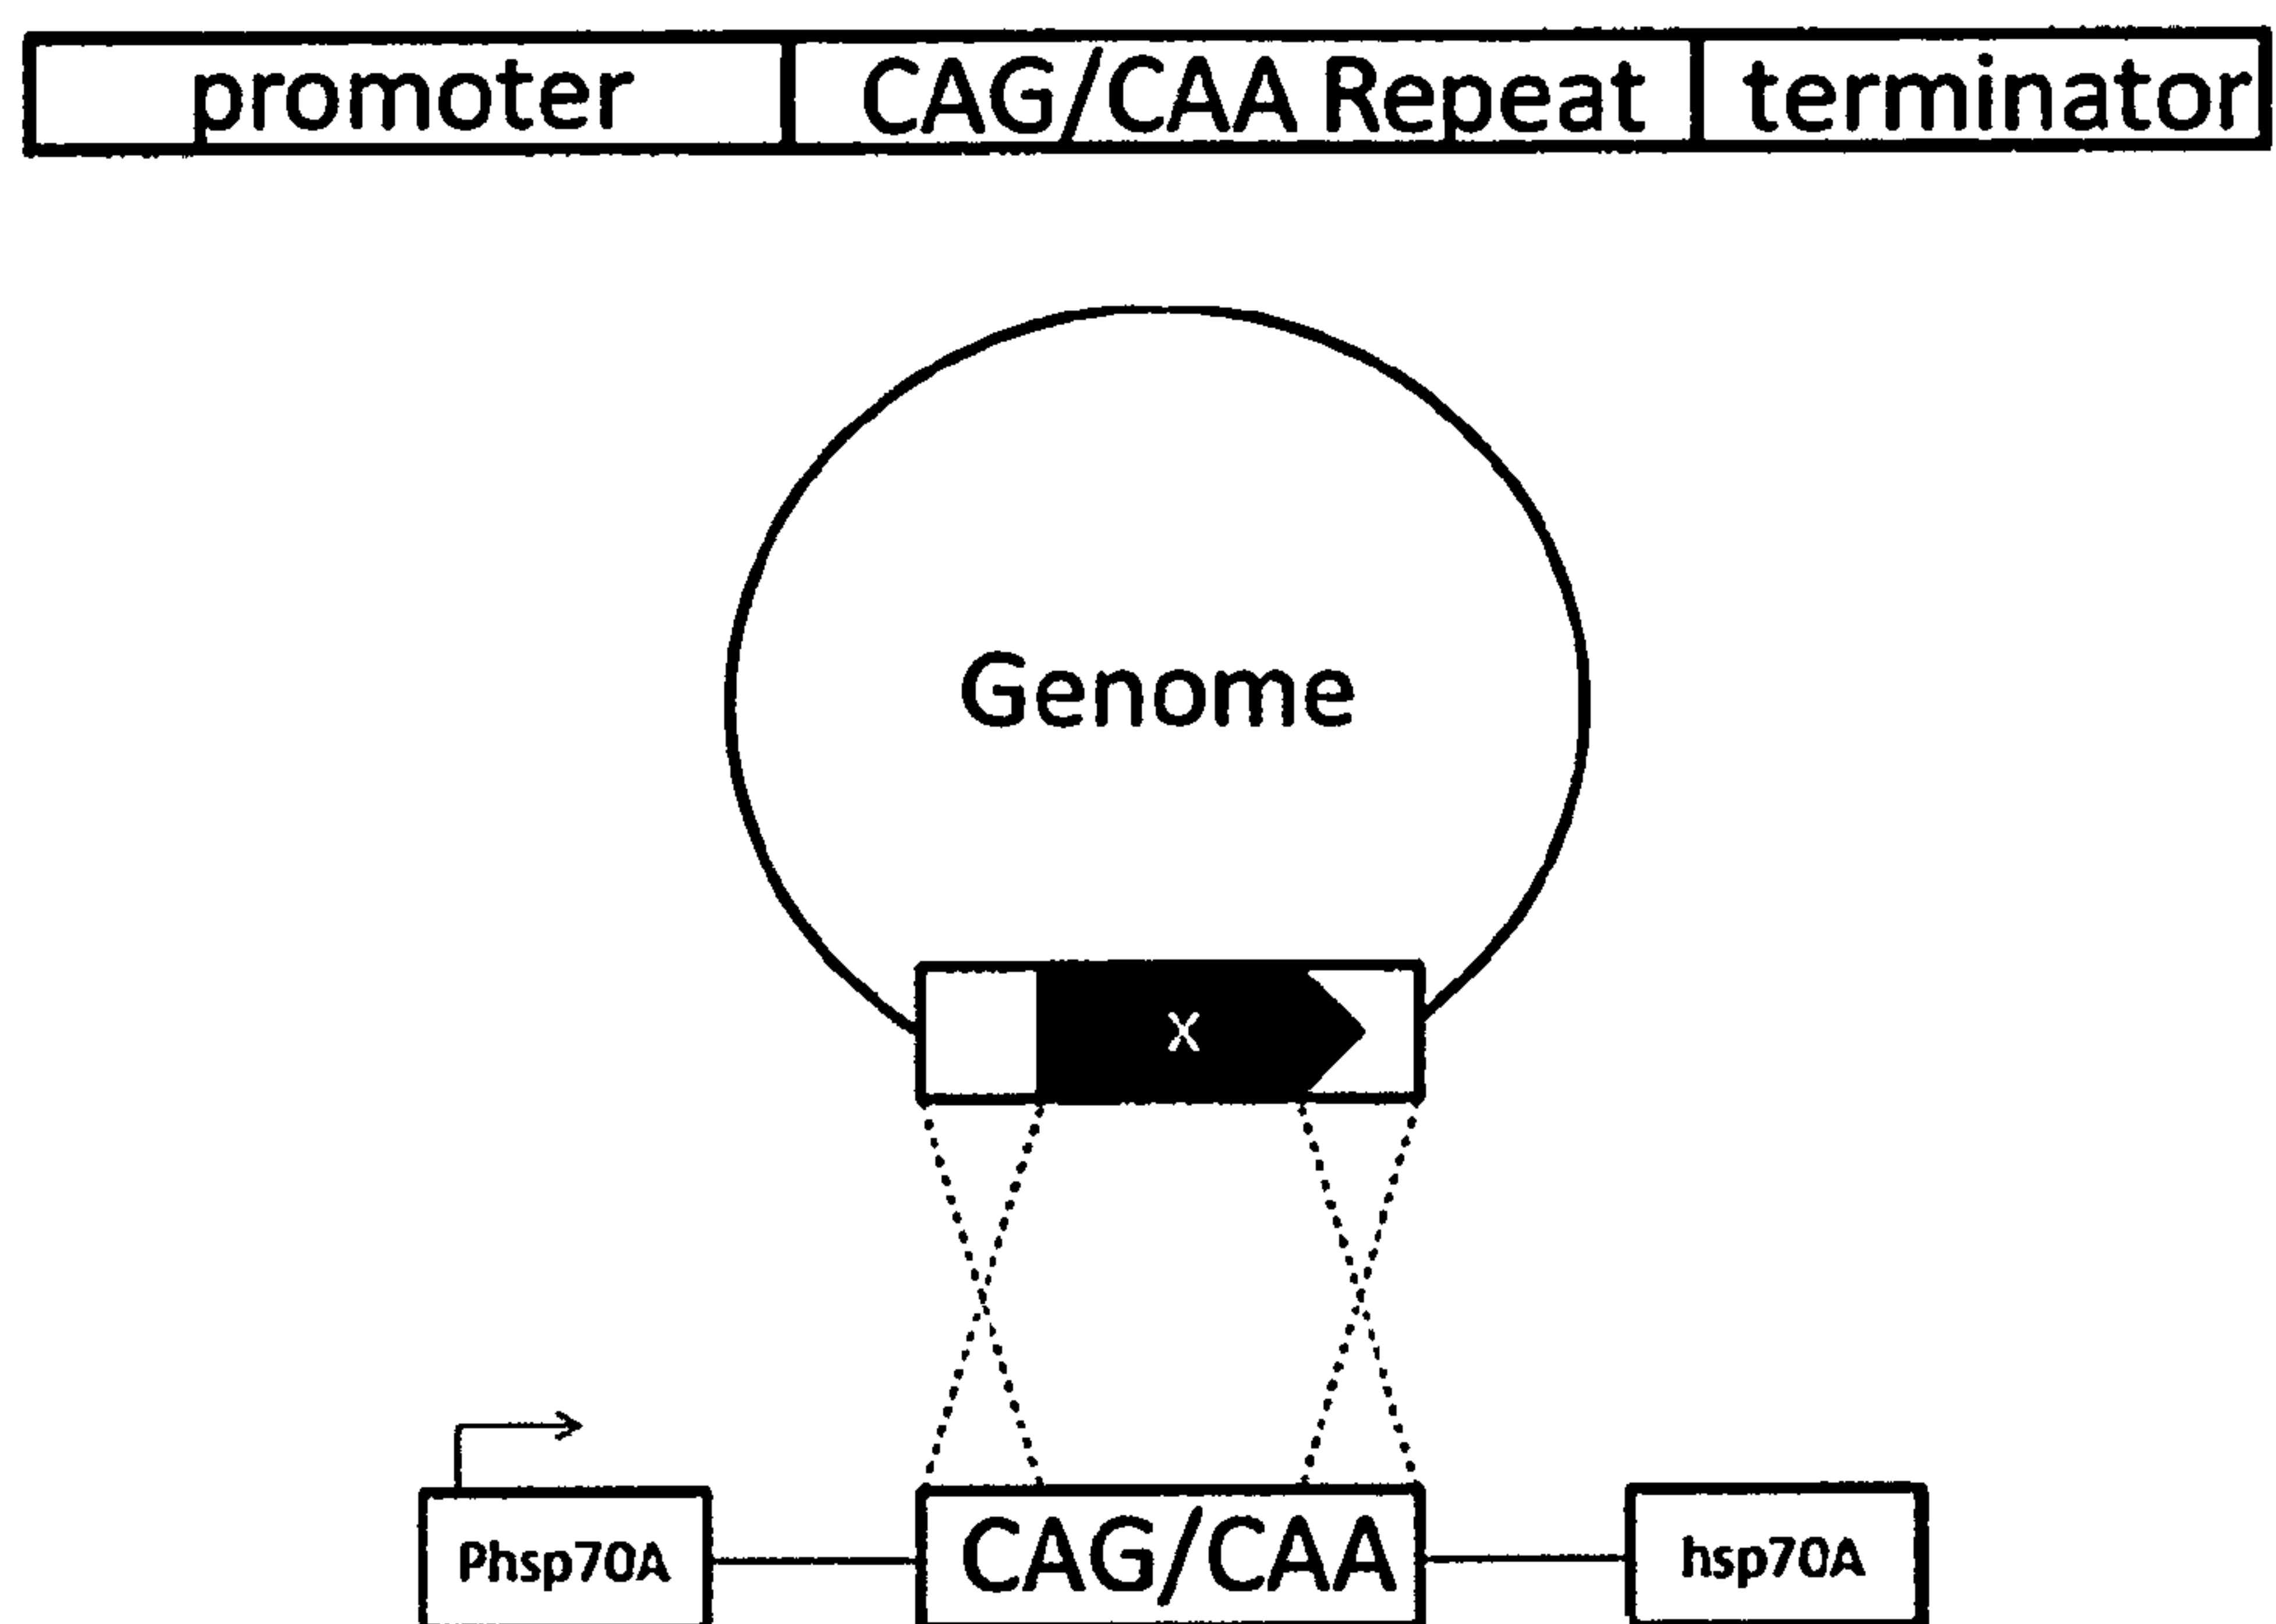 promoter CAG/CAA Repeat terminator
Genome
X
Phsp70A CAG/CAA hsp70A